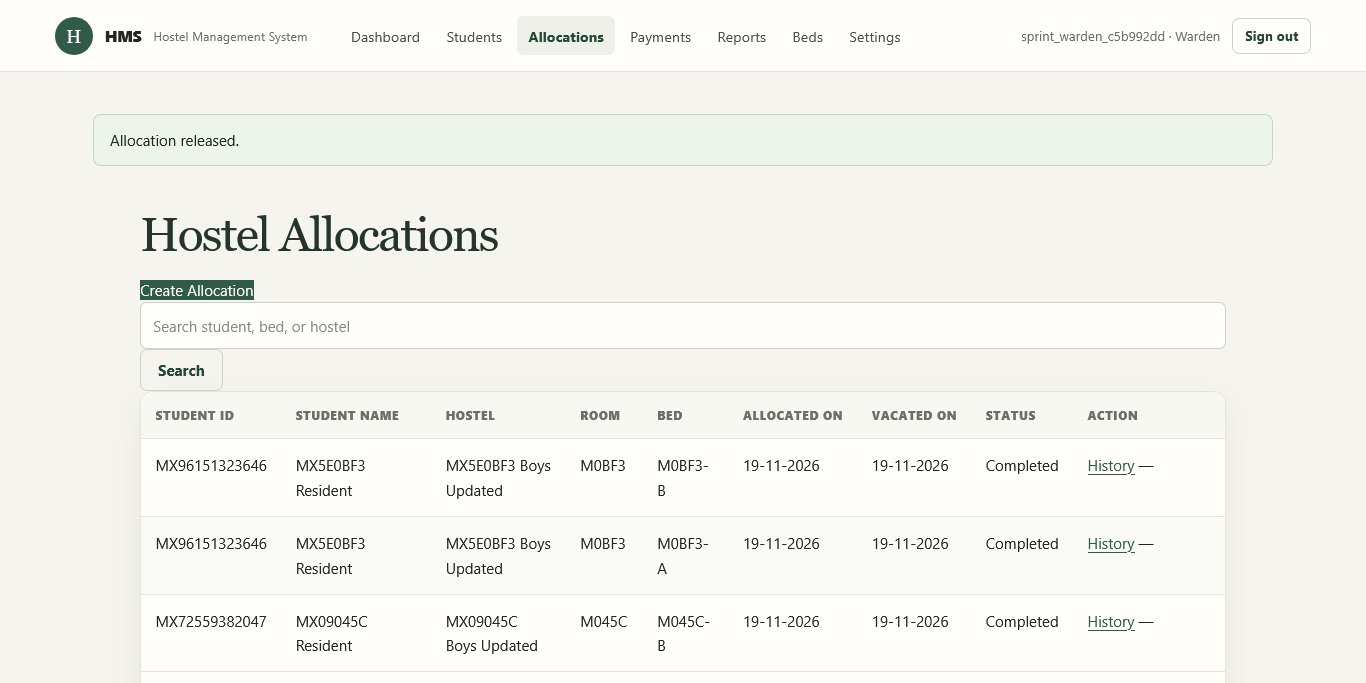 H HMS Hostel Management System Dashboard Students Allocations Payments Reports Beds Settings sprint_warden_c5b992dd · Warden Sign out
Allocation released.
Hostel Allocations
Create Allocation
Search student, bed, or hostel
Search
STUDENT ID STUDENT NAME HOSTEL ROOM BED ALLOCATED ON VACATED ON STATUS ACTION
MX96151323646 MX5E0BF3 MX5E0BF3 Boys M0BF3 M0BF3- 19-11-2026 19-11-2026 Completed History —
Resident Updated B
MX96151323646 MX5E0BF3 MX5E0BF3 Boys M0BF3 M0BF3- 19-11-2026 19-11-2026 Completed History —
Resident Updated A
MX72559382047 MX09045C MX09045C M045C M045C- 19-11-2026 19-11-2026 Completed History —
Resident Boys Updated B